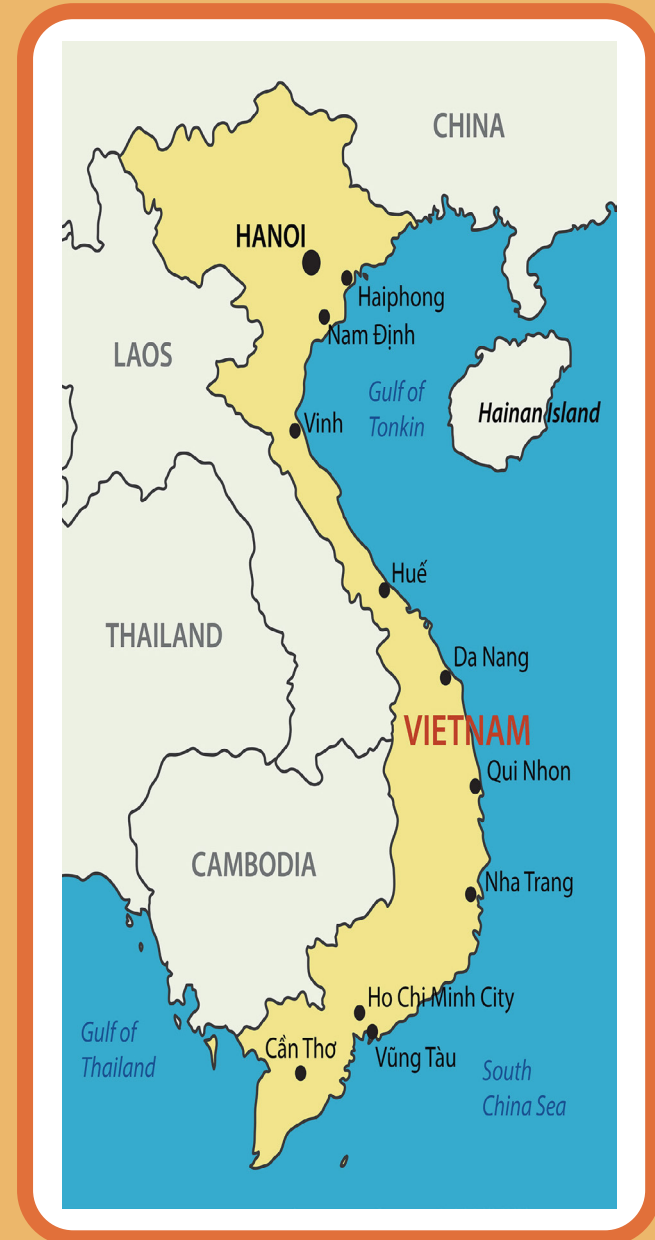 CHINA
HANOI
Haiphong
Nam Định
LAOS
Gulf of
Tonkin
Hainan Island
Vinh
Huế
THAILAND
Da Nang
VIETNAM
Qui Nhon
CAMBODIA
Nha Trang
Ho Chi Minh City
Gulf of
Thailand
Cần Thơ
Vũng Tàu
South
China Sea